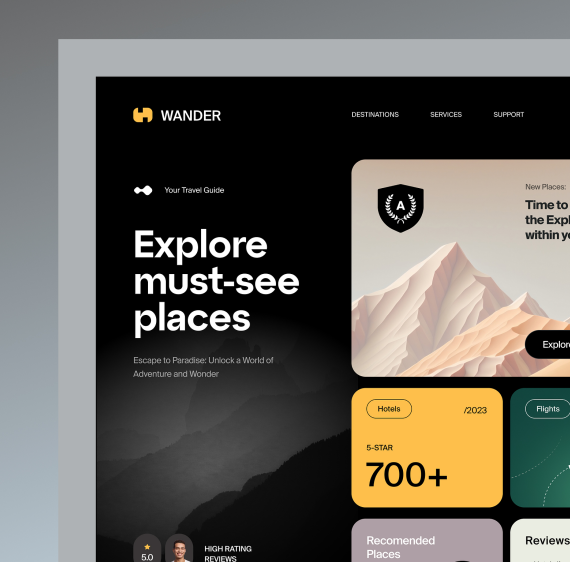 WANDER
DESTINATIONS
SERVICES
SUPPORT
Your Travel Guide
Explore
must-see
places
Escape to Paradise: Unlock a World of
Adventure and Wonder
5.0
HIGH RATING
REVIEWS
A
New Places:
Time to
the Expl
within yo
Explore
Hotels
/2023
5-STAR
700+
Flights
Recomended
Places
Reviews